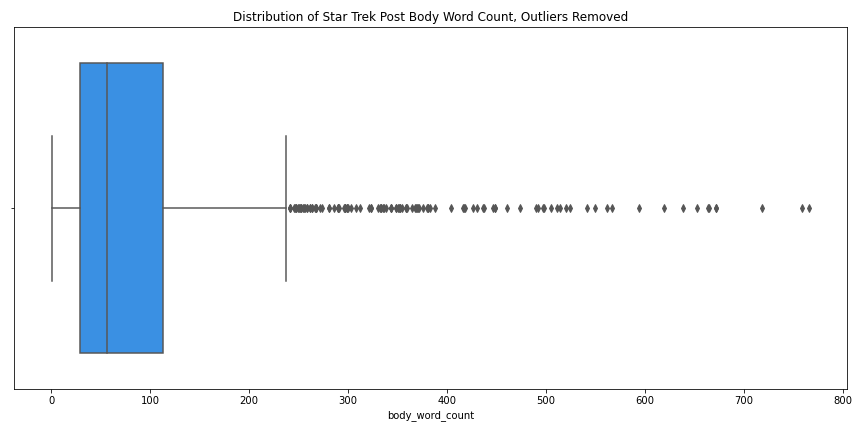 Distribution of Star Trek Post Body Word Count, Outliers Removed
0 100 200 300 400 500 600 700 800
body_word_count